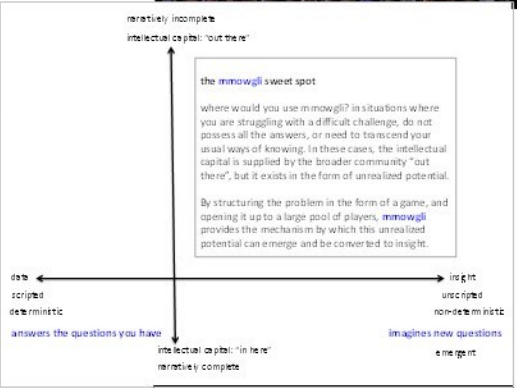 narratively incomplete
intellectual capital: "out there"
the mmowgli sweet spot
where would you use mmowgli? in situations where
you are struggling with a difficult challenge, do not
possess all the answers, or need to transcend your
usual ways of knowing. In these cases, the intellectual
capital is supplied by the broader community "out
there", but it exists in the form of unrealized potential.
By structuring the problem in the form of a game, and
opening it up to a large pool of players, mmowgli
provides the mechanism by which this unrealized
potential can emerge and be converted to insight.
data
insight
scripted
unscripted
deterministic
non-deterministic
answers the questions you have
imagines new questions
intellectual capital: "in here"
emergent
narratively complete